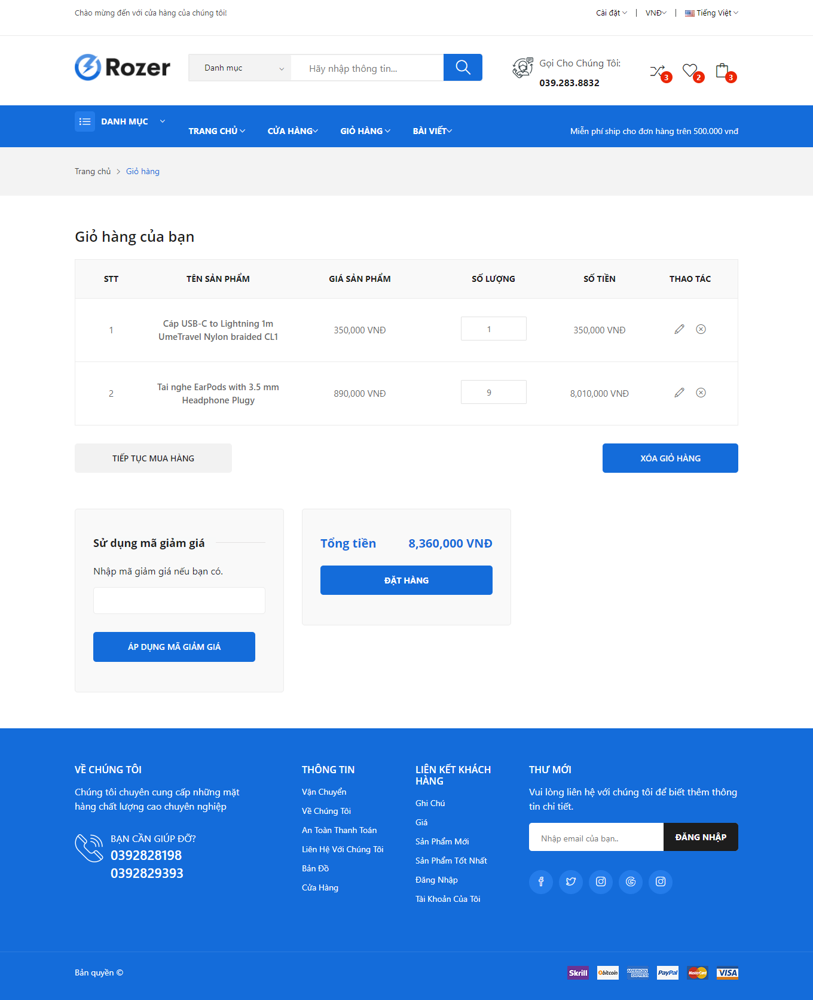 Chào mừng đến với cửa hàng của chúng tôi!
Cài đặt | VNĐ | Tiếng Việt
Rozer
Danh mục
Hãy nhập thông tin...
Gọi Cho Chúng Tôi:
039.283.8832
3
2
3
DANH MỤC
TRANG CHỦ
CỬA HÀNG
GIỎ HÀNG
BÀI VIẾT
Miễn phí ship cho đơn hàng trên 500.000 vnđ
Trang chủ > Giỏ hàng
Giỏ hàng của bạn
STT TÊN SẢN PHẨM GIÁ SẢN PHẨM SỐ LƯỢNG SỐ TIỀN THAO TÁC
1 Cáp USB-C to Lightning 1m
UmeTravel Nylon braided CL1
350,000 VNĐ 1 350,000 VNĐ
2 Tai nghe EarPods with 3.5 mm
Headphone Plugy
890,000 VNĐ 9 8,010,000 VNĐ
TIẾP TỤC MUA HÀNG
XÓA GIỎ HÀNG
Sử dụng mã giảm giá
Nhập mã giảm giá nếu bạn có.
ÁP DỤNG MÃ GIẢM GIÁ
Tổng tiền 8,360,000 VNĐ
ĐẶT HÀNG
VỀ CHÚNG TÔI
Chúng tôi chuyên cung cấp những mặt
hàng chất lượng cao chuyên nghiệp
BẠN CẦN GIÚP ĐỠ?
0392828198
0392829393
THÔNG TIN
Vận Chuyển
Về Chúng Tôi
An Toàn Thanh Toán
Liên Hệ Với Chúng Tôi
Bản Đồ
Cửa Hàng
LIÊN KẾT KHÁCH
HÀNG
Ghi Chú
Giá
Sản Phẩm Mới
Sản Phẩm Tốt Nhất
Đăng Nhập
Tài Khoản Của Tôi
THƯ MỚI
Vui lòng liên hệ với chúng tôi để biết thêm thông
tin chi tiết.
Nhập email của bạn..
ĐĂNG NHẬP
Bản quyền ©
Skrill
bitcoin
AMERICAN
EXPRESS
PayPal
MasterCard
VISA